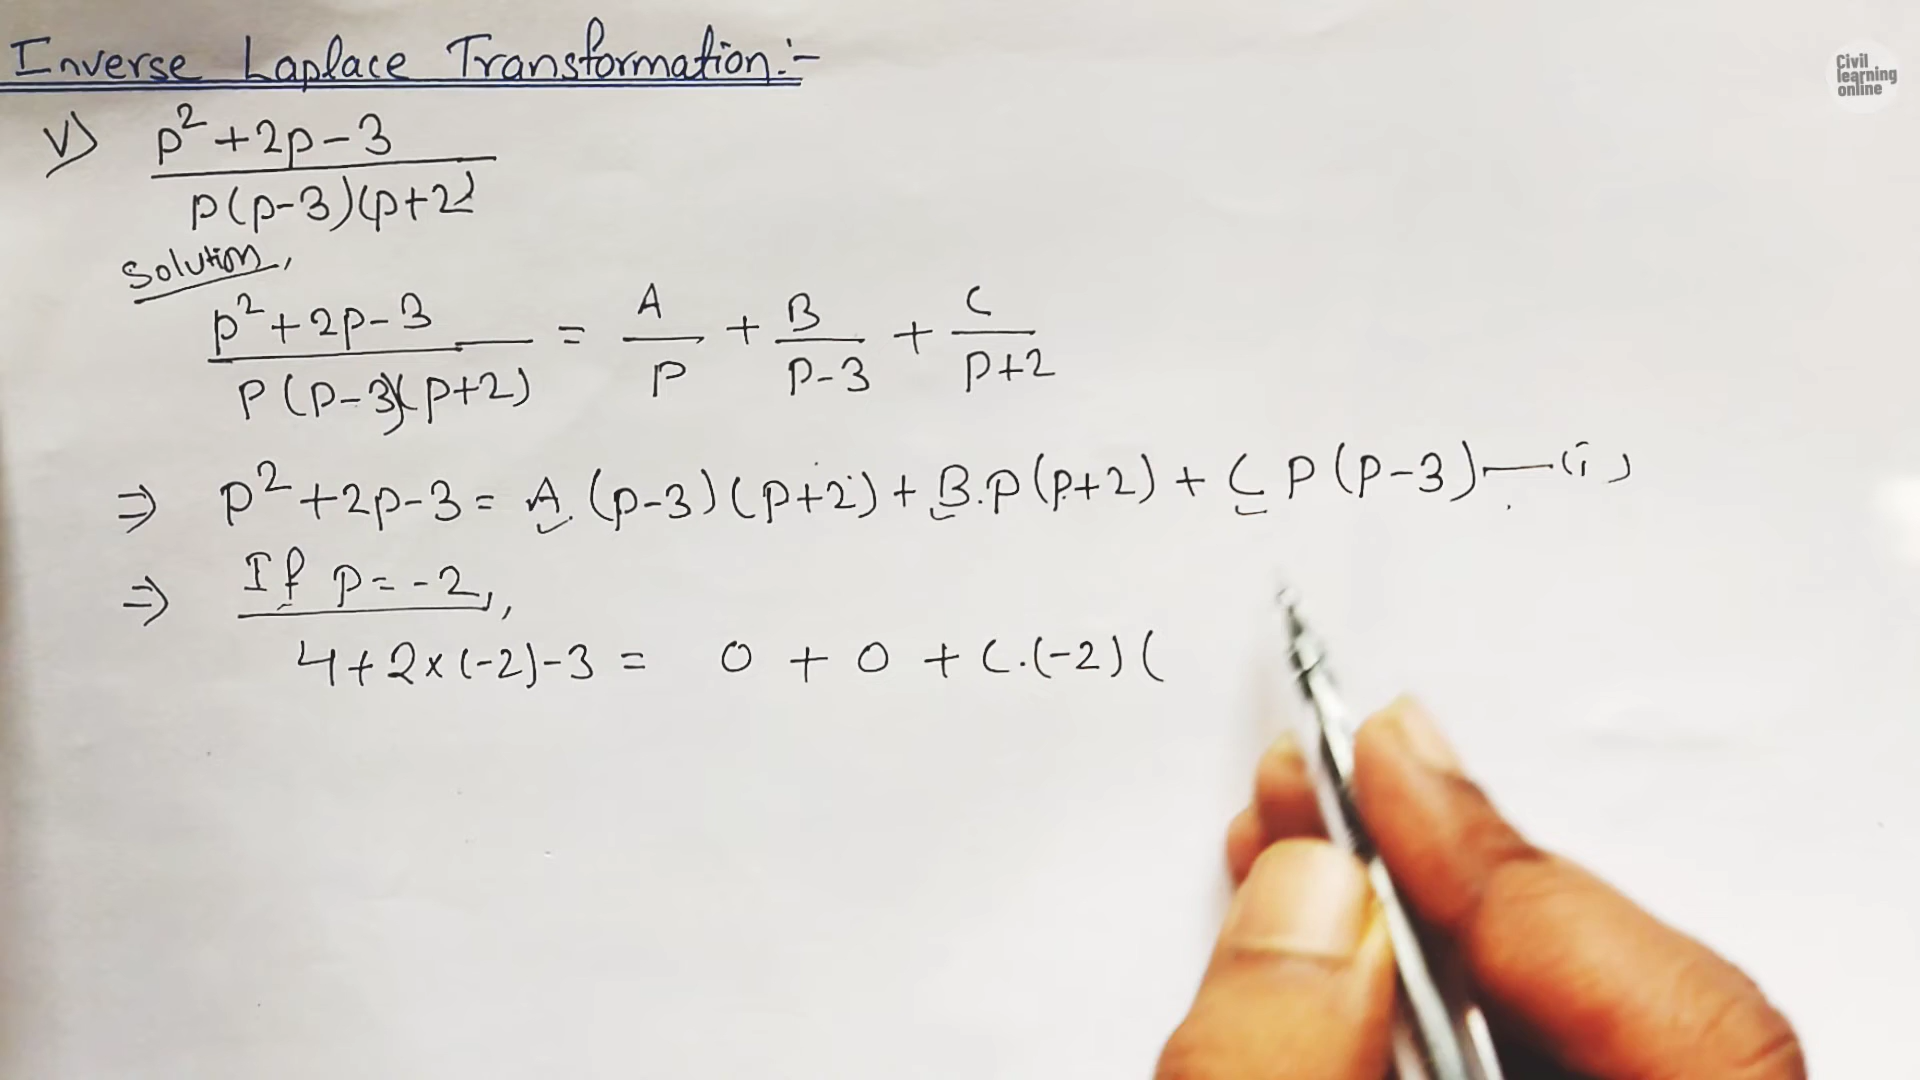 Inverse Laplace Transformation:-
Civil learning online
V) p²+2p-3
p(p-3)(p+2)
Solution,
p²+2p-3 / P(p-3)(p+2) = A/P + B/P-3 + C/P+2
⇒ p²+2p-3 = A.(p-3)(p+2) + B.p(p+2) + C P(p-3) —(i)
⇒ If p=-2,
4+2×(-2)-3 = 0 + 0 + C.(-2)(